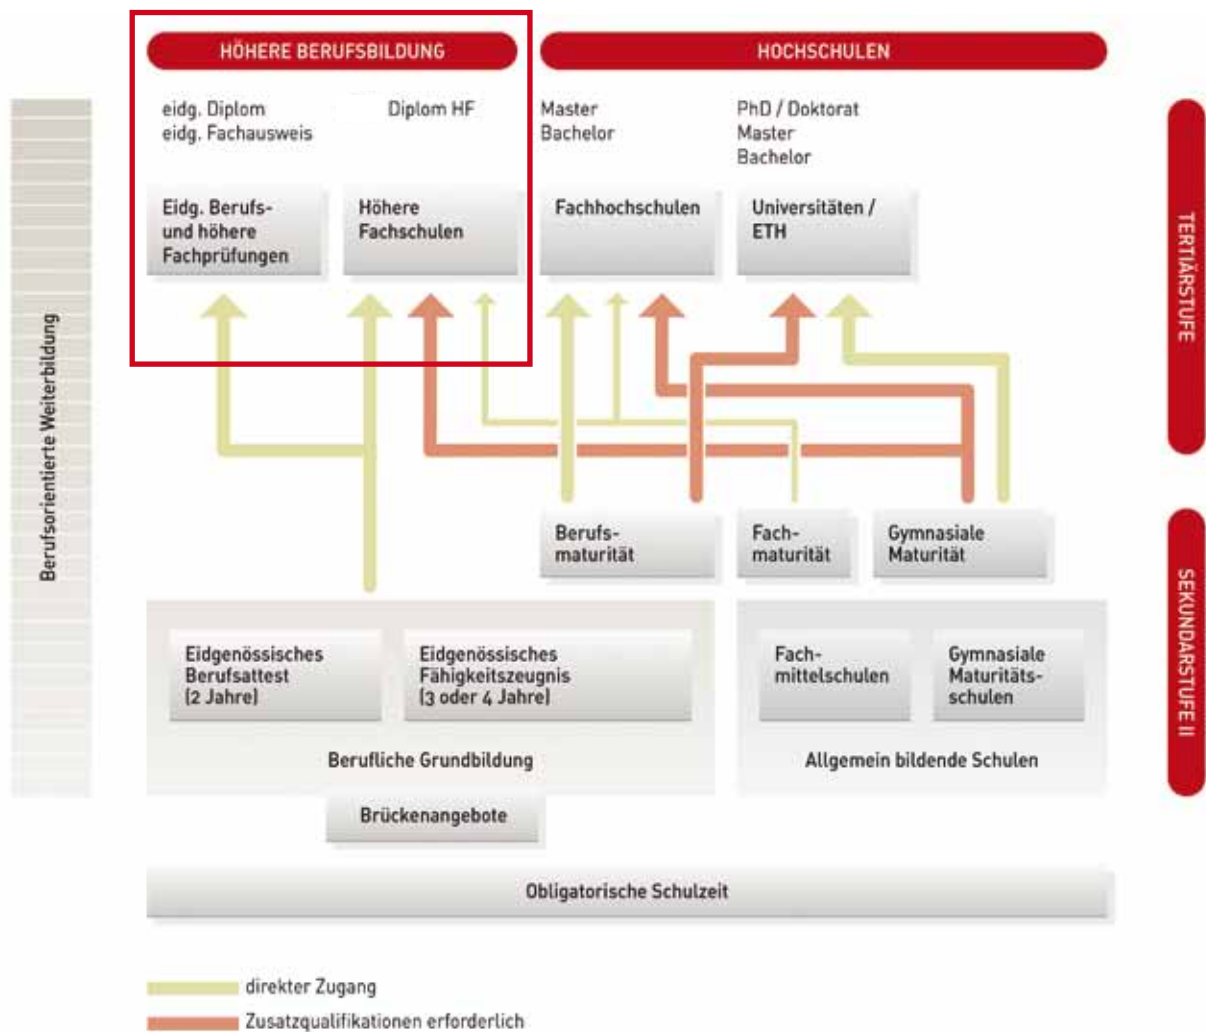 HÖHERE BERUFSBILDUNG
HOCHSCHULEN
eidg. Diplom
eidg. Fachausweis
Diplom HF
Master
Bachelor
PhD / Doktorat
Master
Bachelor
Eidg. Berufs-
und höhere
Fachprüfungen
Höhere
Fachschulen
Fachhochschulen
Universitäten /
ETH
TERTIÄRSTUFE
Berufsorientierte Weiterbildung
Berufs-
maturität
Fach-
maturität
Gymnasiale
Maturität
SEKUNDARSTUFE II
Eidgenössisches
Berufsattest
(2 Jahre)
Eidgenössisches
Fähigkeitszeugnis
(3 oder 4 Jahre)
Fach-
mittelschulen
Gymnasiale
Maturitäts-
schulen
Berufliche Grundbildung
Allgemein bildende Schulen
Brückenangebote
Obligatorische Schulzeit
direkter Zugang
Zusatzqualifikationen erforderlich